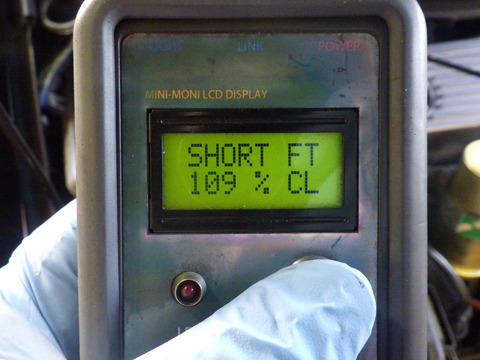 LINK
POWER
MINI-MONI LCD DISPLAY
SHORT FT
109 % CL